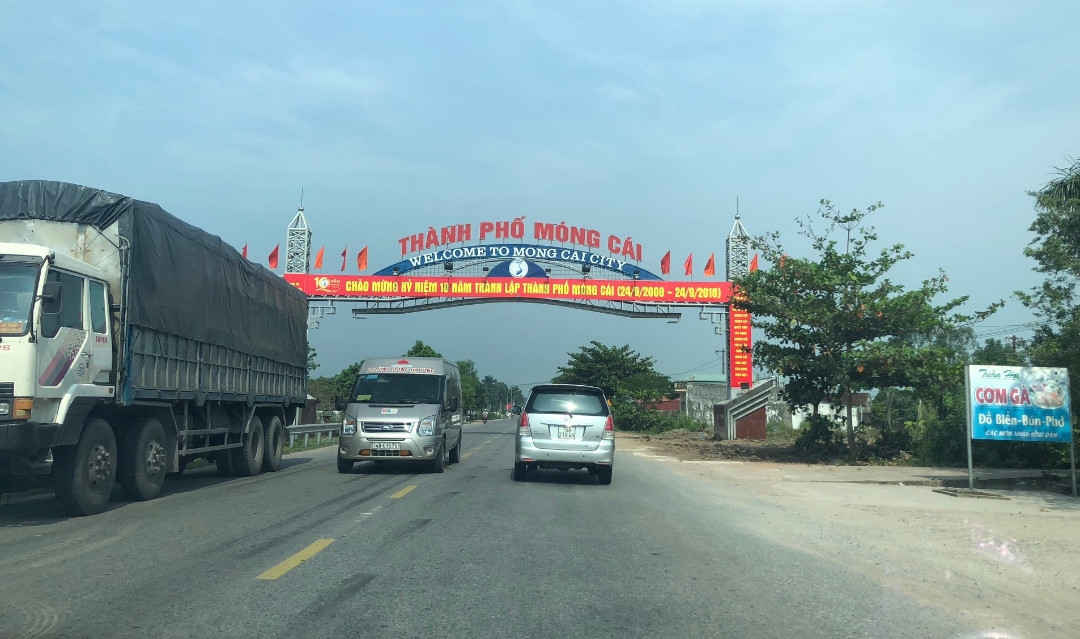 THÀNH PHỐ MÓNG CÁI
WELCOME TO MONG CAI CITY
10 CHÀO MỪNG KỶ NIỆM 10 NĂM THÀNH LẬP THÀNH PHỐ MÓNG CÁI (24/9/2008 - 24/9/2018)
CƠM GÀ
Đồ Biển-Bún-Phở